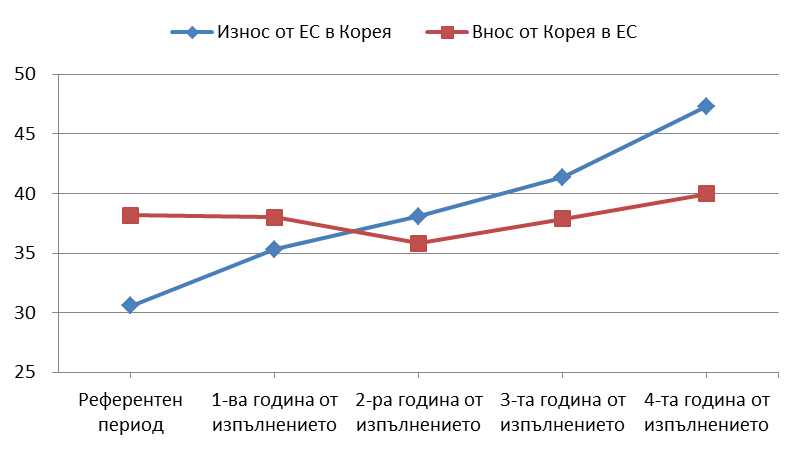 Износ от ЕС в Корея
Внос от Корея в ЕС
50
45
40
35
30
25
Референтен период
1-ва година от изпълнението
2-ра година от изпълнението
3-та година от изпълнението
4-та година от изпълнението